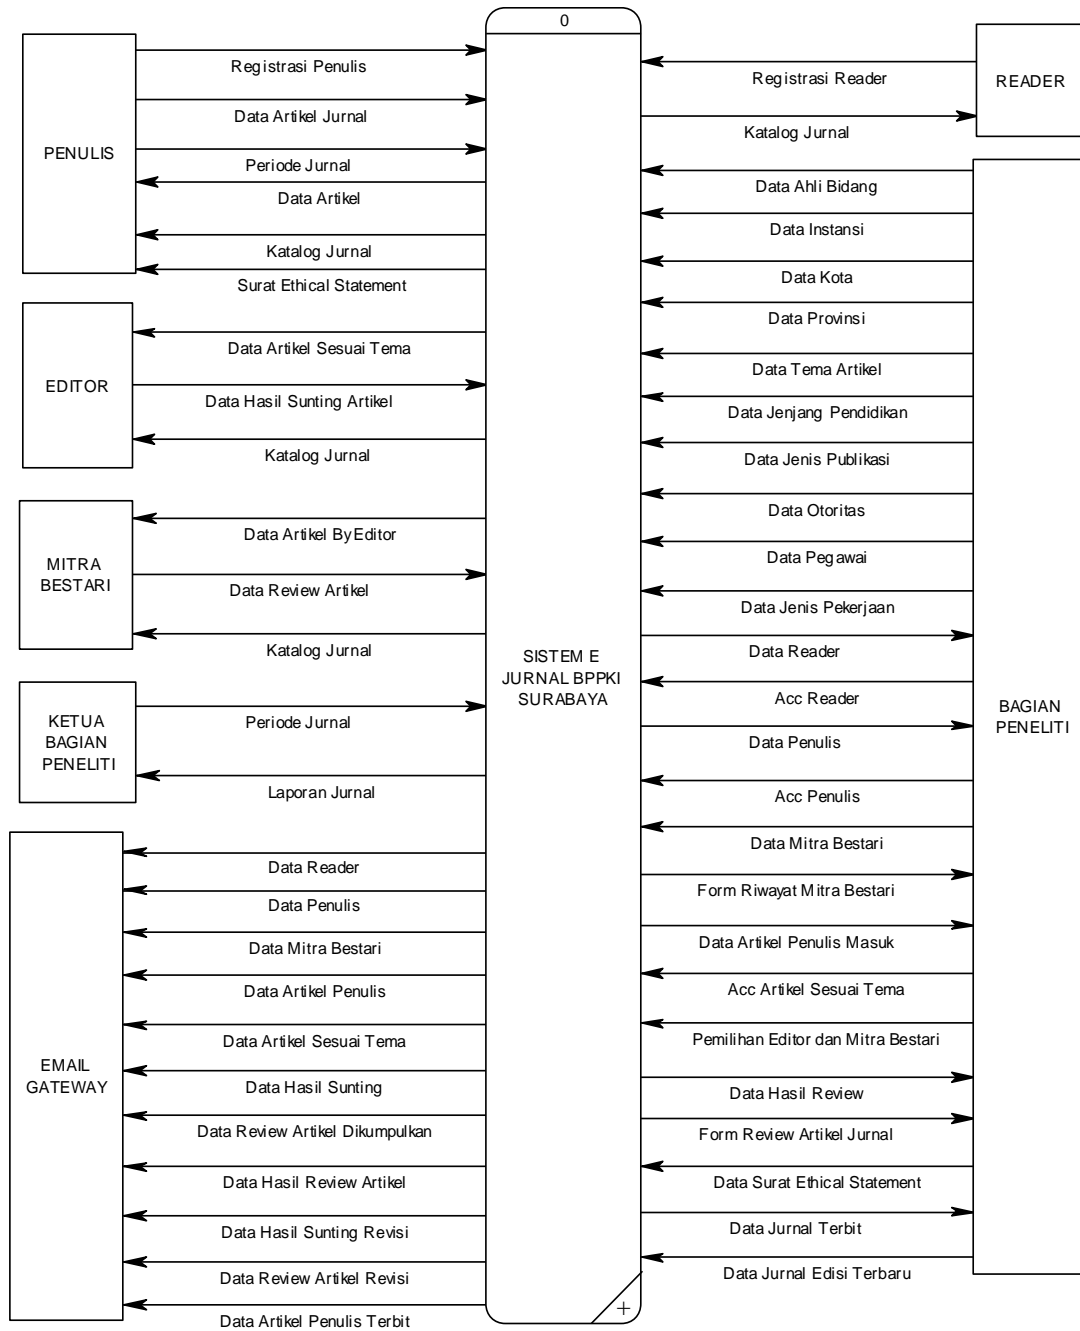 0
PENULIS
Registrasi Penulis
Data Artikel Jurnal
Periode Jurnal
Data Artikel
Katalog Jurnal
Surat Ethical Statement
EDITOR
Data Artikel Sesuai Tema
Data Hasil Sunting Artikel
Katalog Jurnal
MITRA
BESTARI
Data Artikel By Editor
Data Review Artikel
Katalog Jurnal
KETUA
BAGIAN
PENELITI
Periode Jurnal
Laporan Jurnal
EMAIL
GATEWAY
Data Reader
Data Penulis
Data Mitra Bestari
Data Artikel Penulis
Data Artikel Sesuai Tema
Data Hasil Sunting
Data Review Artikel Dikumpulkan
Data Hasil Review Artikel
Data Hasil Sunting Revisi
Data Review Artikel Revisi
Data Artikel Penulis Terbit
SISTEM E
JURNAL BPPKI
SURABAYA
+
READER
Registrasi Reader
Katalog Jurnal
BAGIAN
PENELITI
Data Ahli Bidang
Data Instansi
Data Kota
Data Provinsi
Data Tema Artikel
Data Jenjang Pendidikan
Data Jenis Publikasi
Data Otoritas
Data Pegawai
Data Jenis Pekerjaan
Data Reader
Acc Reader
Data Penulis
Acc Penulis
Data Mitra Bestari
Form Riwayat Mitra Bestari
Data Artikel Penulis Masuk
Acc Artikel Sesuai Tema
Pemilihan Editor dan Mitra Bestari
Data Hasil Review
Form Review Artikel Jurnal
Data Surat Ethical Statement
Data Jurnal Terbit
Data Jurnal Edisi Terbaru